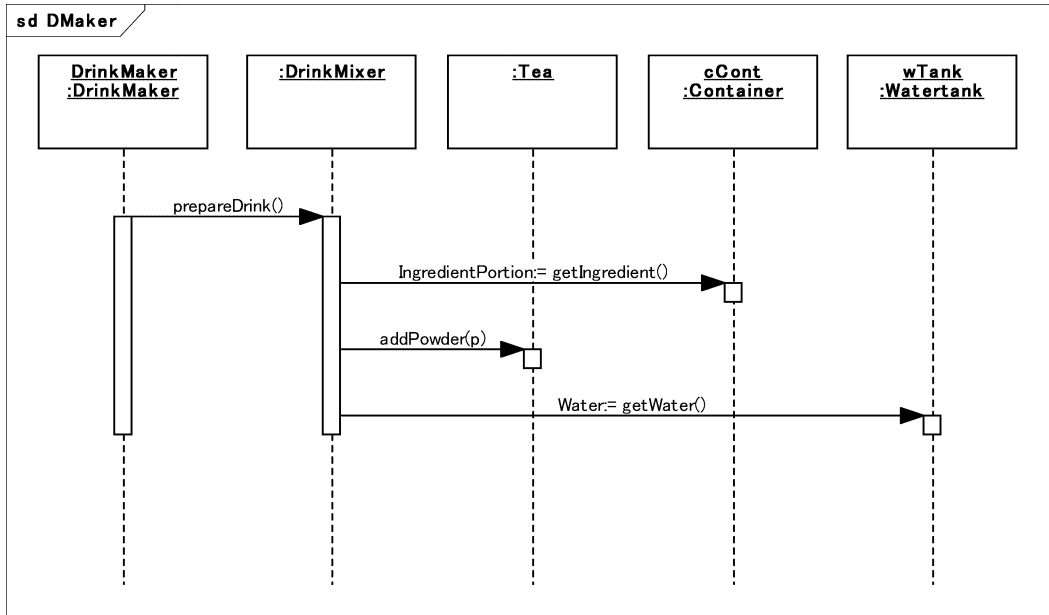 sd DMaker
DrinkMaker
:DrinkMaker
:DrinkMixer
:Tea
cCont
:Container
wTank
:Watertank
prepareDrink()
IngredientPortion:= getIngredient()
addPowder(p)
Water:= getWater()